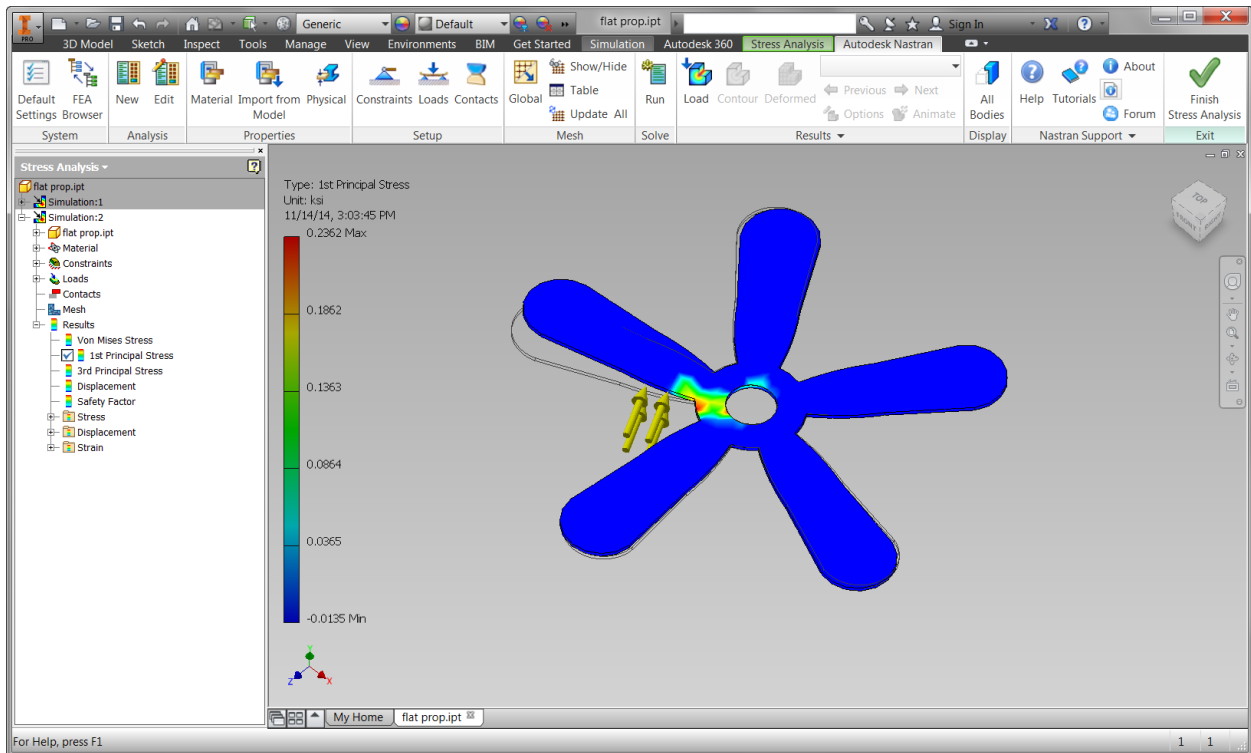 PRO
Generic
Default
flat prop.ipt
Sign In
3D Model Sketch Inspect Tools Manage View Environments BIM Get Started Simulation Autodesk 360 Stress Analysis Autodesk Nastran
Default Settings
FEA Browser
New
Edit
Material
Import from Model
Physical
Constraints
Loads
Contacts
Global
Show/Hide
Table
Update All
Run
Load
Contour
Deformed
Previous
Next
Options
Animate
All Bodies
Help
Tutorials
About
Forum
Finish Stress Analysis
System
Analysis
Properties
Setup
Mesh
Solve
Results
Display
Nastran Support
Exit
Stress Analysis
flat prop.ipt
Simulation:1
Simulation:2
flat prop.ipt
Material
Constraints
Loads
Contacts
Mesh
Results
Von Mises Stress
1st Principal Stress
3rd Principal Stress
Displacement
Safety Factor
Stress
Displacement
Strain
Type: 1st Principal Stress
Unit: ksi
11/14/14, 3:03:45 PM
0.2362 Max
0.1862
0.1363
0.0864
0.0365
-0.0135 Min
TOP
FRONT
RIGHT
Y
Z
X
My Home
flat prop.ipt
For Help, press F1
1 1